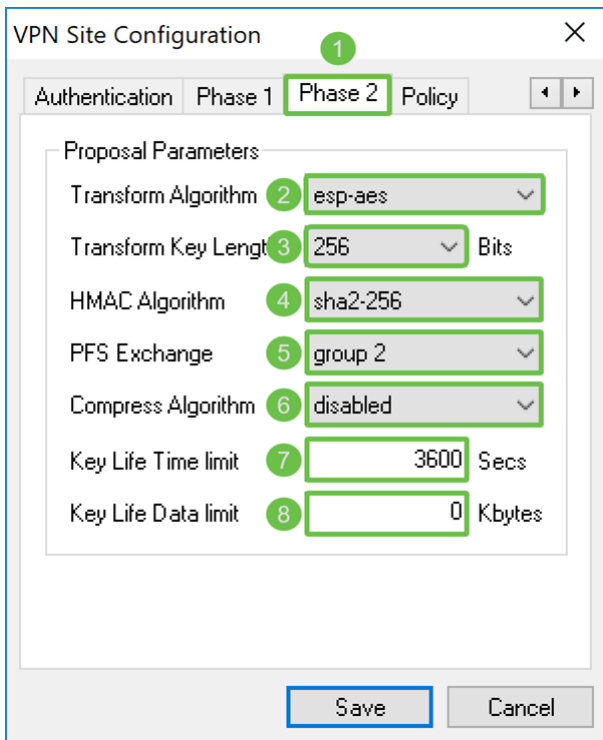 VPN Site Configuration
1
Authentication Phase 1 Phase 2 Policy
Proposal Parameters
Transform Algorithm 2 esp-aes
Transform Key Lengt 3 256 Bits
HMAC Algorithm 4 sha2-256
PFS Exchange 5 group 2
Compress Algorithm 6 disabled
Key Life Time limit 7 3600 Secs
Key Life Data limit 8 0 Kbytes
Save Cancel